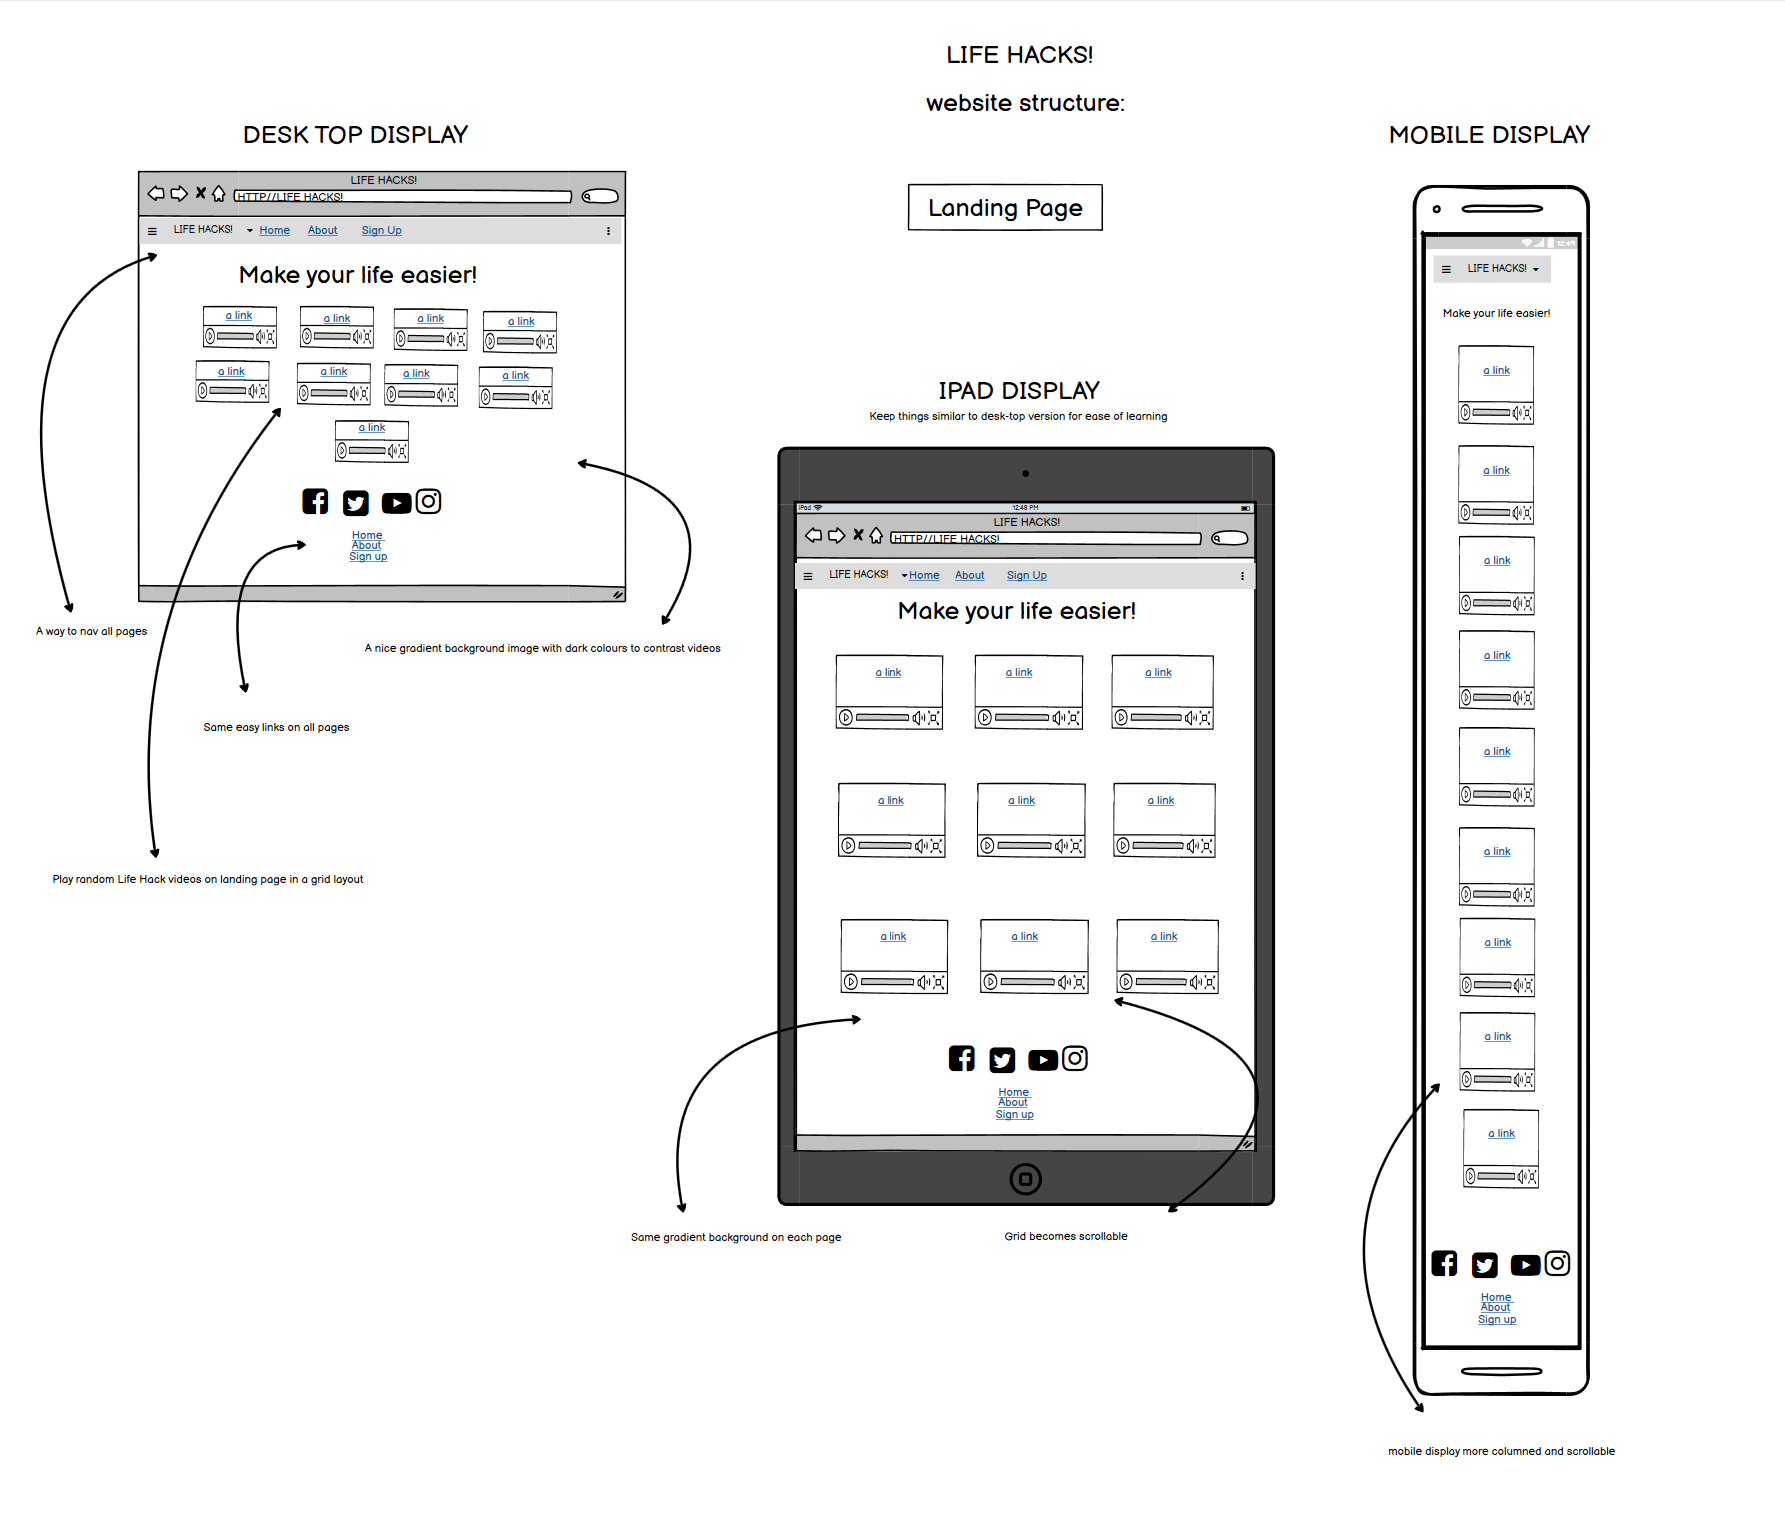 LIFE HACKS!
website structure:
Landing Page
DESK TOP DISPLAY
LIFE HACKS!
HTTP//LIFE HACKS!
LIFE HACKS! Home About Sign Up
Make your life easier!
a link a link a link a link
a link a link a link a link
a link
Home
About
Sign up
A way to nav all pages
A nice gradient background image with dark colours to contrast videos
Same easy links on all pages
Play random Life Hack videos on landing page in a grid layout
IPAD DISPLAY
Keep things similar to desk-top version for ease of learning
iPad 12:48 PM
LIFE HACKS!
HTTP//LIFE HACKS!
LIFE HACKS! Home About Sign Up
Make your life easier!
a link a link a link
a link a link a link
a link a link a link
Home
About
Sign up
Same gradient background on each page
Grid becomes scrollable
MOBILE DISPLAY
12:49
LIFE HACKS!
Make your life easier!
a link
a link
a link
a link
a link
a link
a link
a link
a link
Home
About
Sign up
mobile display more columned and scrollable